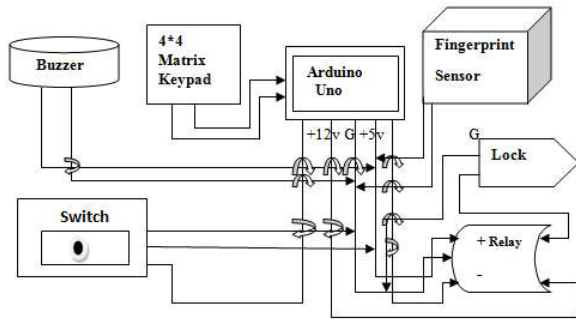 Buzzer
4*4
Matrix
Keypad
Arduino
Uno
Fingerprint
Sensor
+12v G +5v
G
Lock
Switch
+ Relay
-